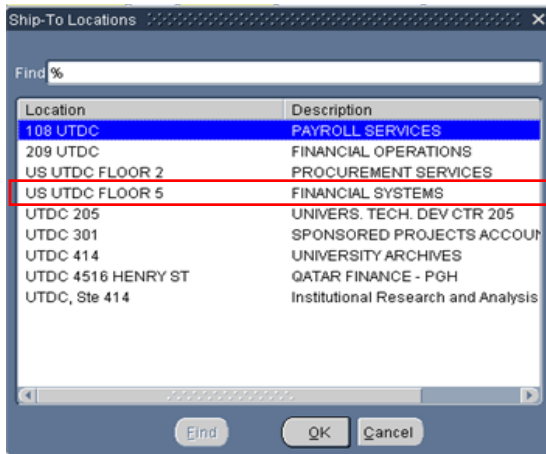 Ship-To Locations
Find %
Location Description
108 UTDC PAYROLL SERVICES
209 UTDC FINANCIAL OPERATIONS
US UTDC FLOOR 2 PROCUREMENT SERVICES
US UTDC FLOOR 5 FINANCIAL SYSTEMS
UTDC 205 UNIVERS. TECH. DEV CTR 205
UTDC 301 SPONSORED PROJECTS ACCOUN
UTDC 414 UNIVERSITY ARCHIVES
UTDC 4516 HENRY ST QATAR FINANCE - PGH
UTDC, Ste 414 Institutional Research and Analysis
Find OK Cancel